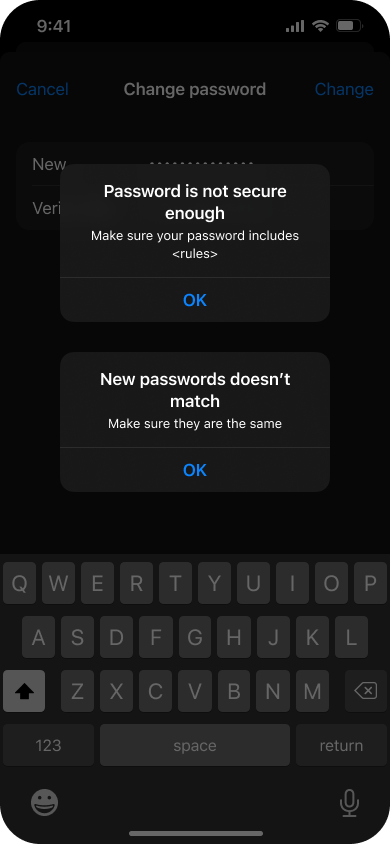 9:41
Cancel Change password Change
New ••••••••••••••
Veri
Password is not secure
enough
Make sure your password includes
<rules>
OK
New passwords doesn’t
match
Make sure they are the same
OK
Q W E R T Y U I O P
A S D F G H J K L
Z X C V B N M
123 space return